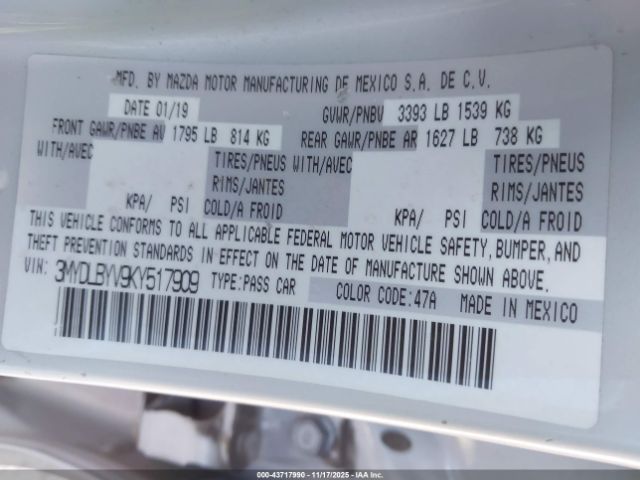 MFD. BY MAZDA MOTOR MANUFACTURING DE MEXICO S.A. DE C.V.
DATE 01/19 GVWR/PNBV 3393 LB 1539 KG
FRONT GAWR/PNBE AV 1795 LB 814 KG REAR GAWR/PNBE AR 1627 LB 738 KG
WITH/AVEC TIRES/PNEUS WITH/AVEC TIRES/PNEUS
RIMS/JANTES RIMS/JANTES
KPA/ PSI COLD/A FROID KPA/ PSI COLD/A FROID
THIS VEHICLE CONFORMS TO ALL APPLICABLE FEDERAL MOTOR VEHICLE SAFETY, BUMPER, AND
THEFT PREVENTION STANDARDS IN EFFECT ON THE DATE OF MANUFACTURE SHOWN ABOVE.
VIN: 3MYDLBYV9KY517909 TYPE:PASS CAR COLOR CODE:47A MADE IN MEXICO
000-43717990 - 11/17/2025 - IAA Inc.